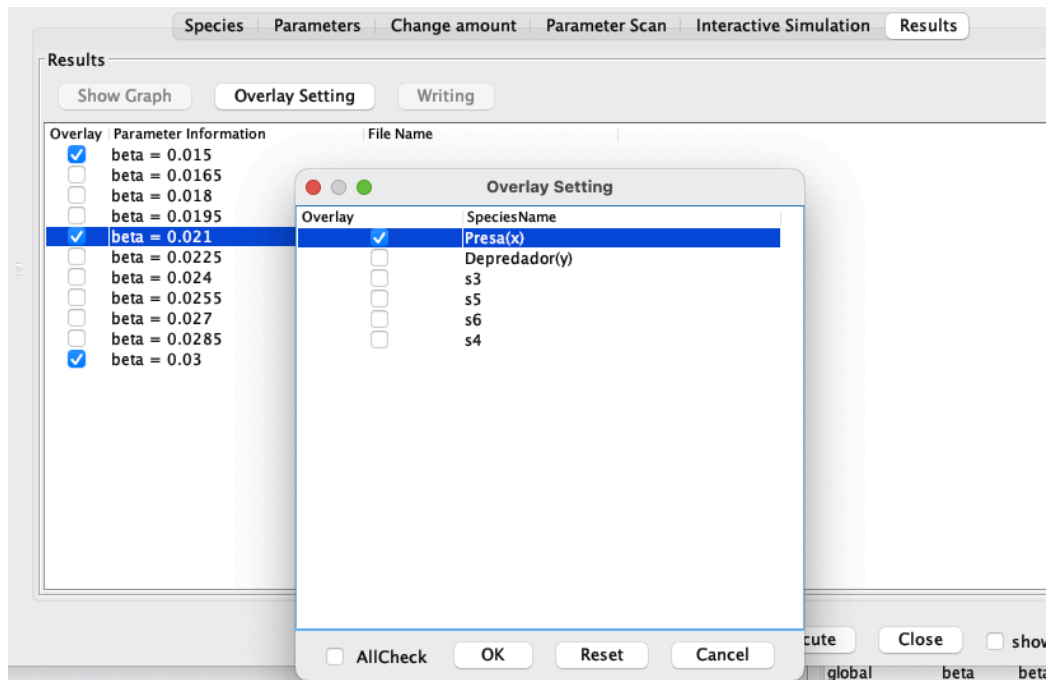 Species Parameters Change amount Parameter Scan Interactive Simulation Results
Results
Show Graph Overlay Setting Writing
Overlay Parameter Information File Name
beta = 0.015
beta = 0.0165
beta = 0.018
beta = 0.0195
beta = 0.021
beta = 0.0225
beta = 0.024
beta = 0.0255
beta = 0.027
beta = 0.0285
beta = 0.03
Overlay Setting
Overlay SpeciesName
Presa(x)
Depredador(y)
s3
s5
s6
s4
AllCheck OK Reset Cancel
cute Close show
global beta beta